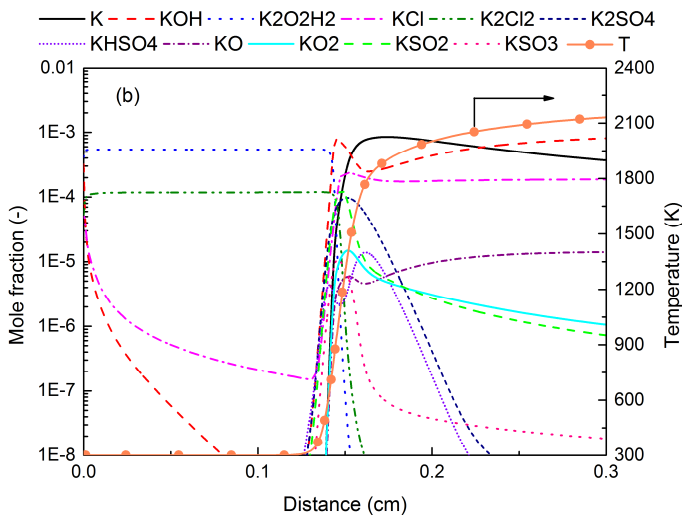 K KOH K2O2H2 KCl K2Cl2 K2SO4
KHSO4 KO KO2 KSO2 KSO3 T
(b)
0.01
1E-3
1E-4
1E-5
1E-6
1E-7
1E-8
Mole fraction (-)
2400
2100
1800
1500
1200
900
600
300
Temperature (K)
0.0 0.1 0.2 0.3
Distance (cm)